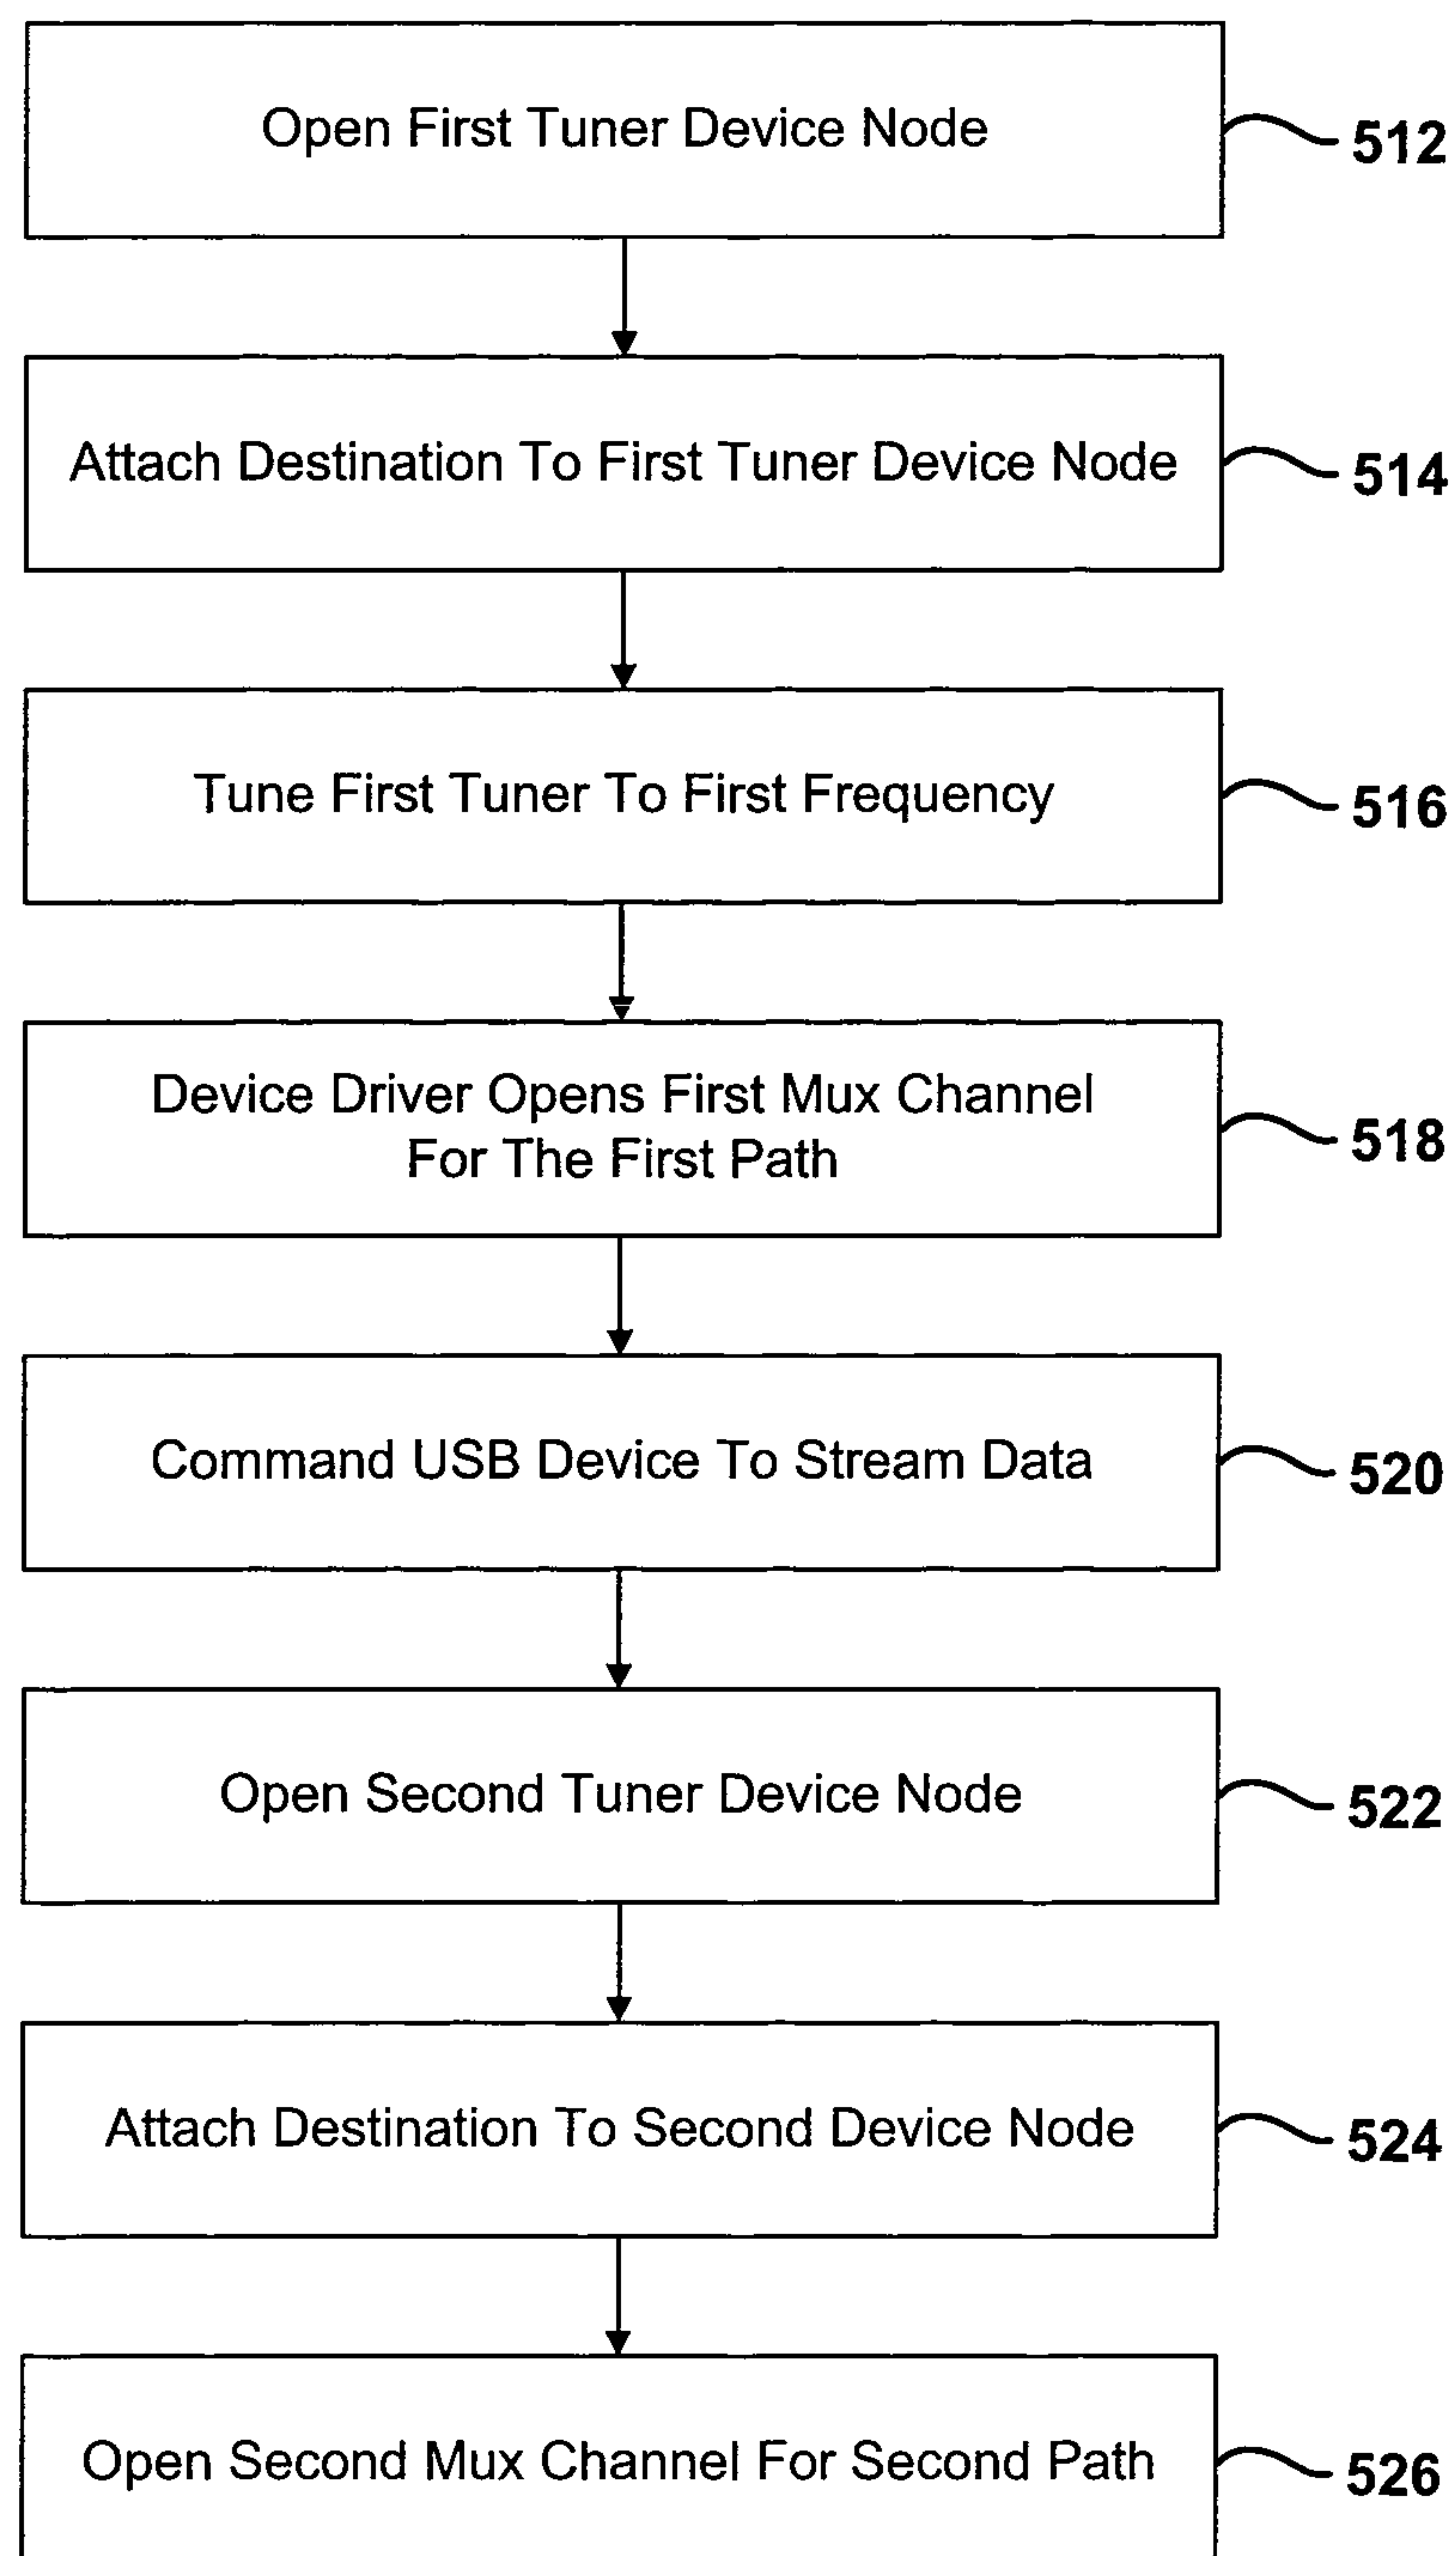 Open First Tuner Device Node
512
Attach Destination To First Tuner Device Node
514
Tune First Tuner To First Frequency
516
Device Driver Opens First Mux Channel
For The First Path
518
Command USB Device To Stream Data
520
Open Second Tuner Device Node
522
Attach Destination To Second Device Node
524
Open Second Mux Channel For Second Path
526